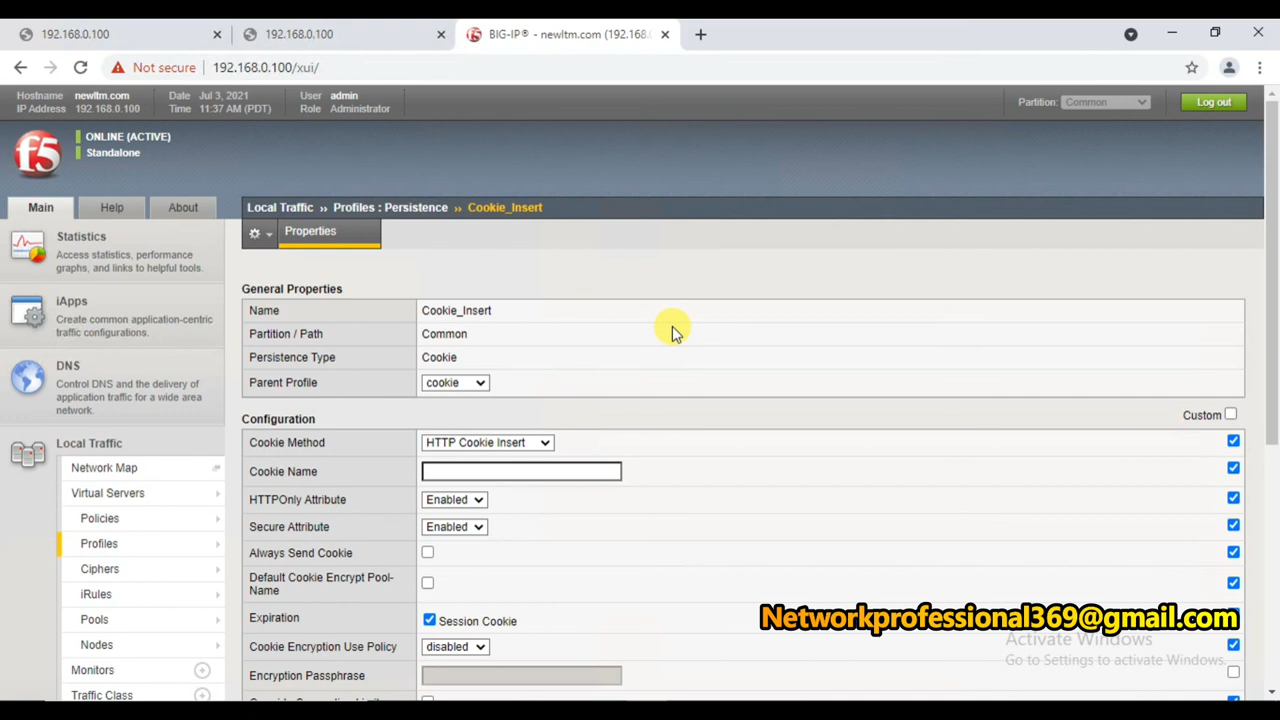 192.168.0.100
192.168.0.100
BIG-IP® - newltm.com (192.168.
Not secure
192.168.0.100/xui/
Hostname newltm.com
IP Address 192.168.0.100
Date Jul 3, 2021
Time 11:37 AM (PDT)
User admin
Role Administrator
Partition: Common
Log out
f5
ONLINE (ACTIVE)
Standalone
Main
Help
About
Local Traffic ›› Profiles : Persistence ›› Cookie_Insert
Properties
Statistics
Access statistics, performance
graphs, and links to helpful tools.
iApps
Create common application-centric
traffic configurations.
DNS
Control DNS and the delivery of
application traffic for a wide area
network.
Local Traffic
Network Map
Virtual Servers
Policies
Profiles
Ciphers
iRules
Pools
Nodes
Monitors
Traffic Class
General Properties
Name Cookie_Insert
Partition / Path Common
Persistence Type Cookie
Parent Profile cookie
Configuration Custom
Cookie Method HTTP Cookie Insert
Cookie Name
HTTPOnly Attribute Enabled
Secure Attribute Enabled
Always Send Cookie
Default Cookie Encrypt Pool-
Name
Expiration Session Cookie
Cookie Encryption Use Policy disabled
Encryption Passphrase
Networkprofessional369@gmail.com
Activate Windows
Go to Settings to activate Windows.